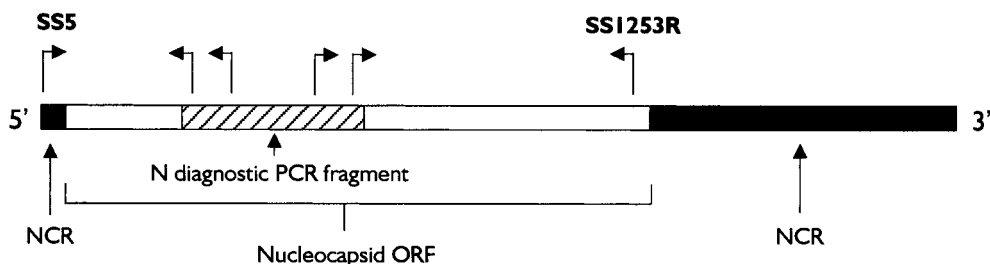 SS5
SS1253R
5'
3'
N diagnostic PCR fragment
NCR
NCR
Nucleocapsid ORF